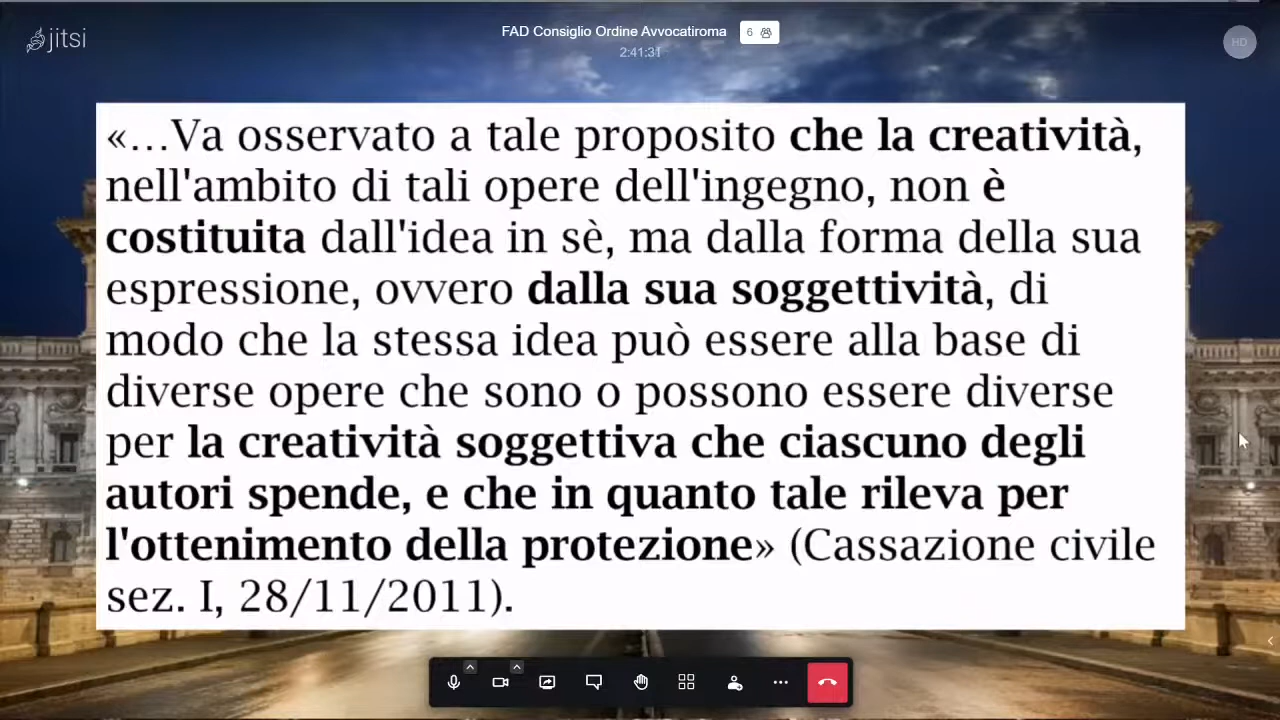 jitsi
FAD Consiglio Ordine Avvocatiroma
6
2:41:31
HD
«…Va osservato a tale proposito che la creatività,
nell'ambito di tali opere dell'ingegno, non è
costituita dall'idea in sè, ma dalla forma della sua
espressione, ovvero dalla sua soggettività, di
modo che la stessa idea può essere alla base di
diverse opere che sono o possono essere diverse
per la creatività soggettiva che ciascuno degli
autori spende, e che in quanto tale rileva per
l'ottenimento della protezione» (Cassazione civile
sez. I, 28/11/2011).